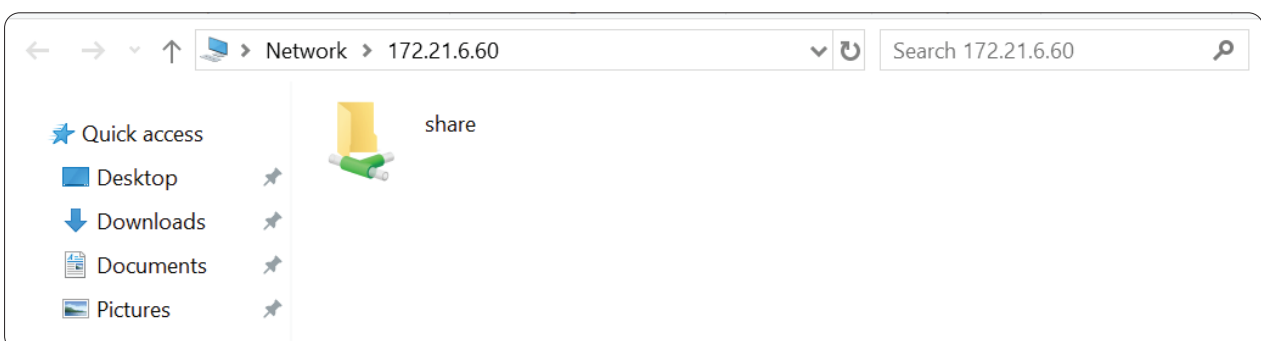 Network > 172.21.6.60
Search 172.21.6.60
Quick access
share
Desktop
Downloads
Documents
Pictures